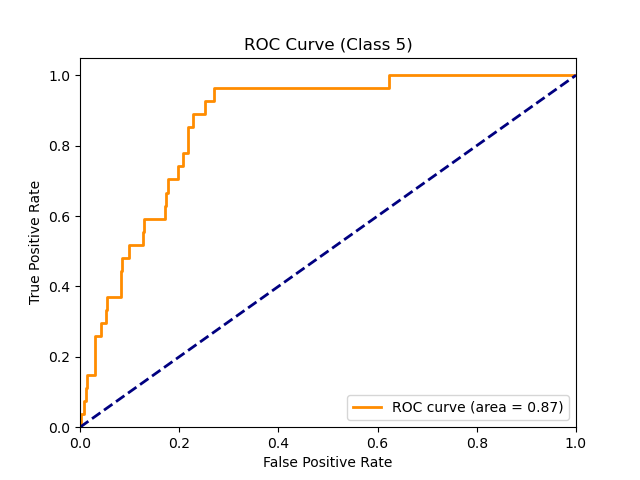 ROC Curve (Class 5)
1.0
0.8
0.6
0.4
0.2
0.0
True Positive Rate
0.0 0.2 0.4 0.6 0.8 1.0
False Positive Rate
ROC curve (area = 0.87)